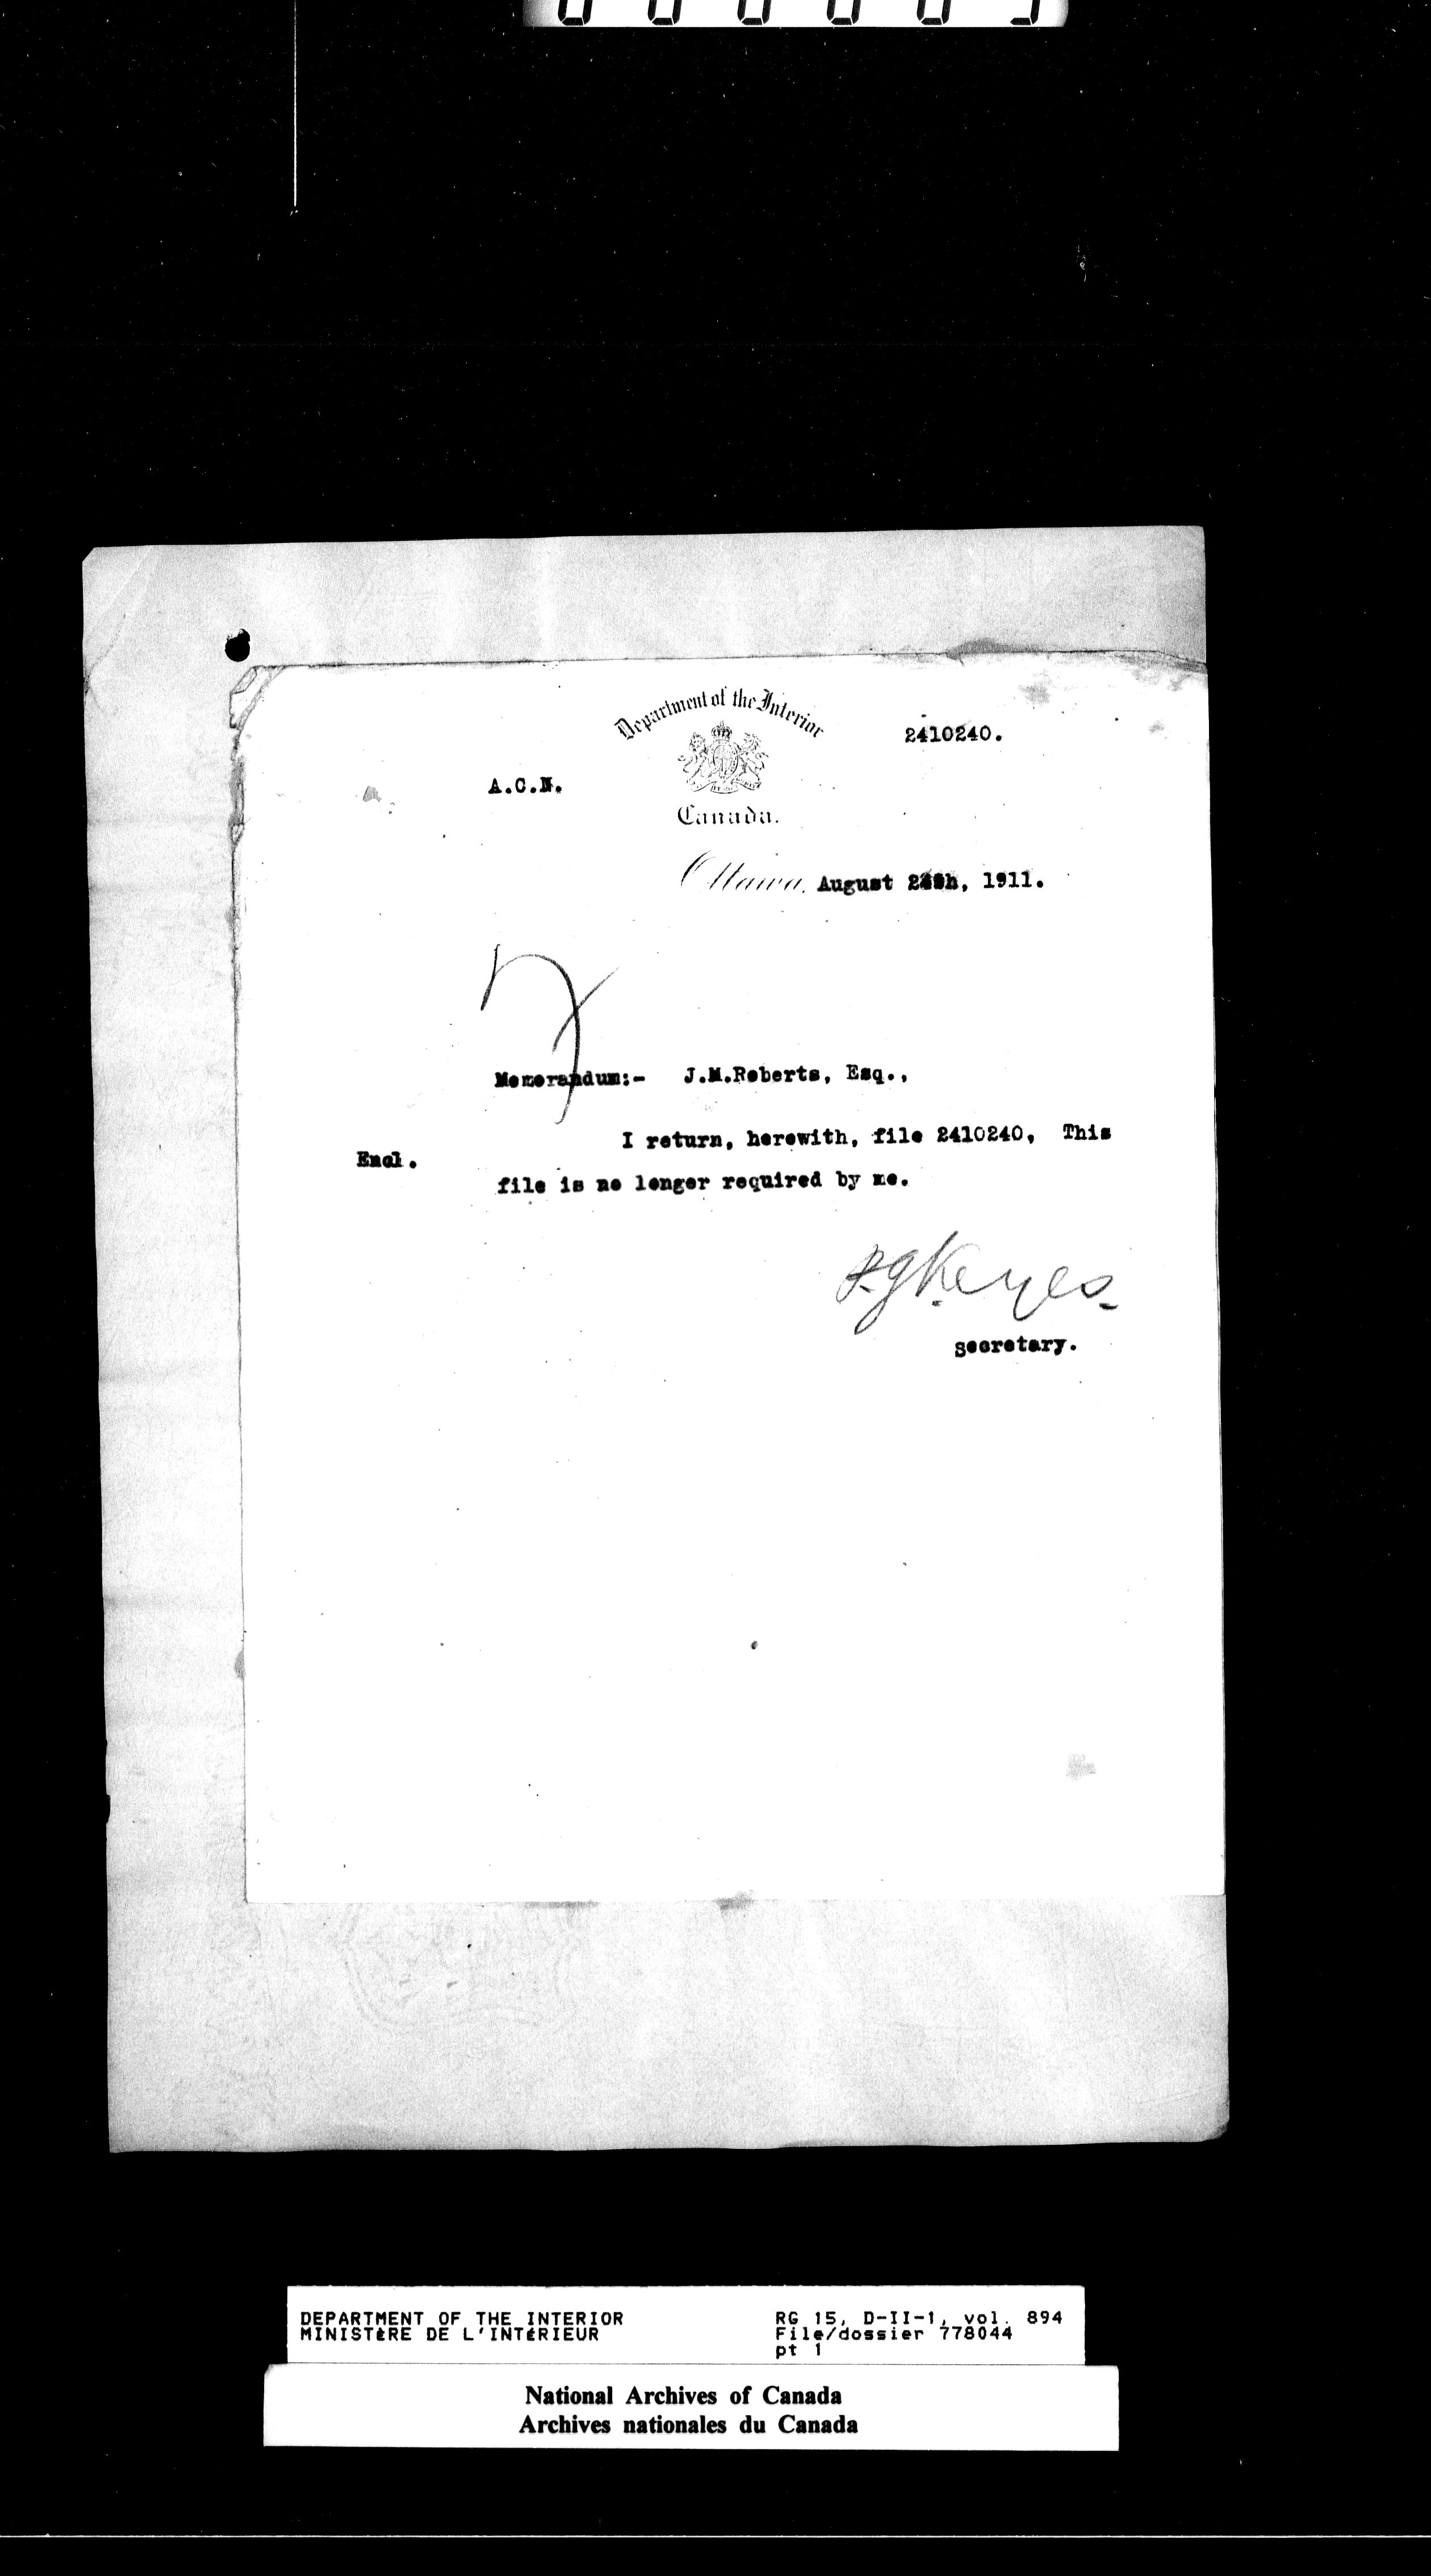 Department of the Interior
2410240.
A.C.N.
Canada.
Ottawa, August, 1911.
Memorandum:- J.M.Roberts, Esq.,
I return, herewith, file 2410240, This
Encl.
file is no longer required by me.
P.G. Keyes
secretary.
DEPARTMENT OF THE INTERIOR
MINISTÈRE DE L'INTÉRIEUR
RG 15, D-II-1, vol. 894
File/dossier 778044
pt 1
National Archives of Canada
Archives nationales du Canada